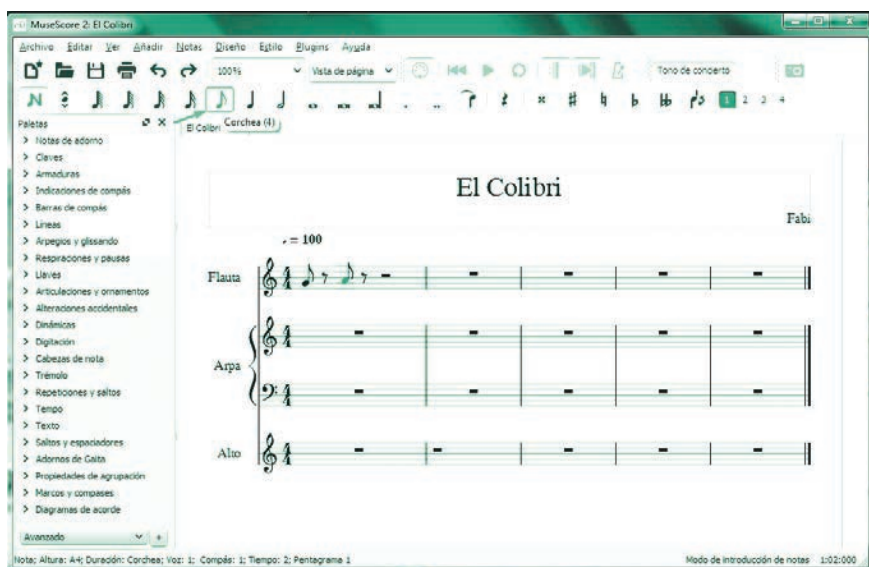 MuseScore 2: El Colibri
Archivo Editar Ver Añadir Notas Diseño Estilo Plugins Ayuda
100% Vista de página Tono de concierto
1 2 3 4
Paletas
El Colibri Corchea (4)
> Notas de adorno
> Claves
> Armaduras
> Indicaciones de compás
> Barras de compás
> Líneas
> Arpegios y glissando
> Respiraciones y pausas
> Llaves
> Articulaciones y ornamentos
> Alteraciones accidentales
> Dinámicas
> Digitación
> Cabezas de nota
> Trémolo
> Repeticiones y saltos
> Tempo
> Texto
> Saltos y espaciadores
> Adornos de Gaita
> Propiedades de agrupación
> Marcos y compases
> Diagramas de acorde
Avanzado
El Colibri
Fabi
= 100
Flauta
Arpa
Alto
Nota; Altura: A4; Duración: Corchea; Voz: 1; Compás: 1; Tiempo: 2; Pentagrama 1 Modo de introducción de notas 1:02:000